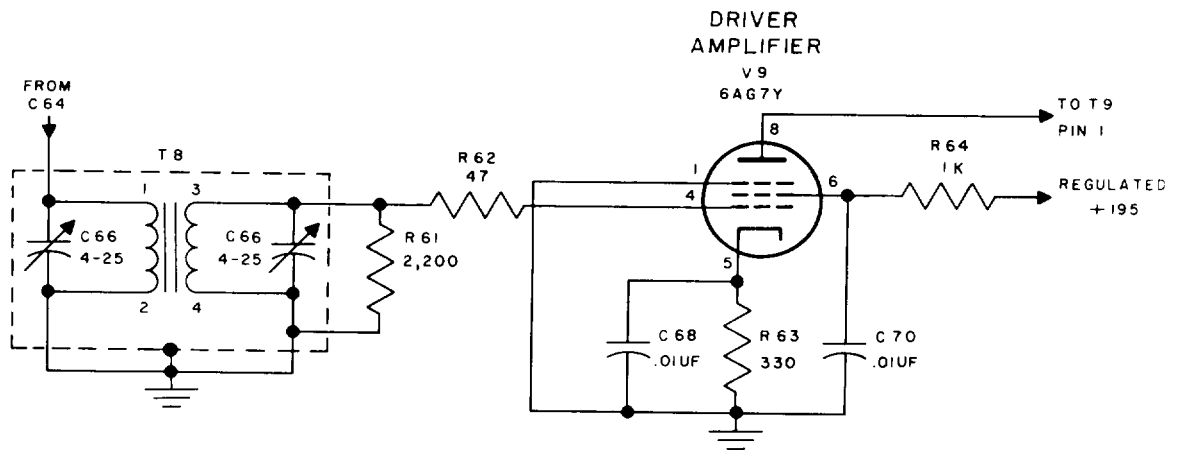 DRIVER
AMPLIFIER
V9
6AG7Y
FROM
C64
TO T9
PIN 1
8
T8
R62
47
R64
1K
1
3
1
4
6
REGULATED
+195
C66
4-25
C66
4-25
R61
2,200
2
4
5
C68
.01UF
R63
330
C70
.01UF